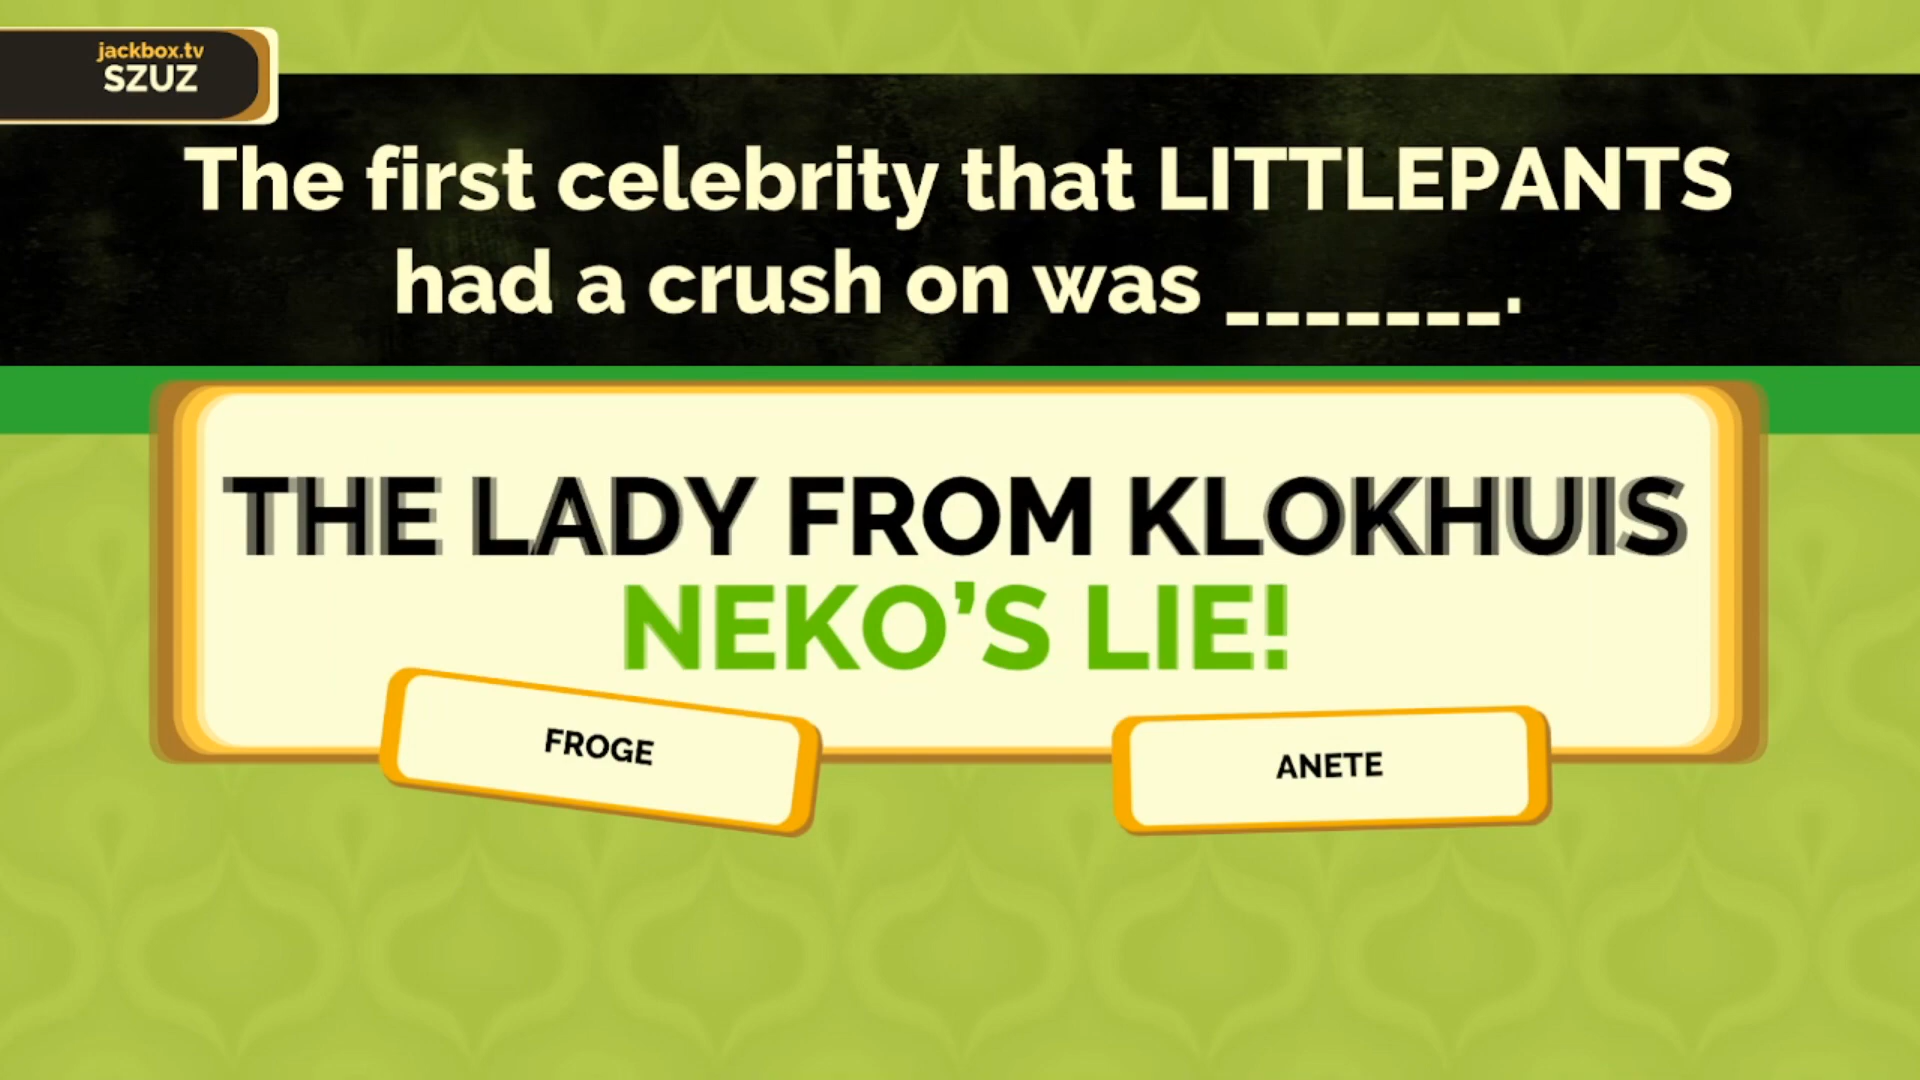 jackbox.tv
SZUZ
The first celebrity that LITTLEPANTS
had a crush on was _______.
THE LADY FROM KLOKHUIS
NEKO'S LIE!
FROGE
ANETE